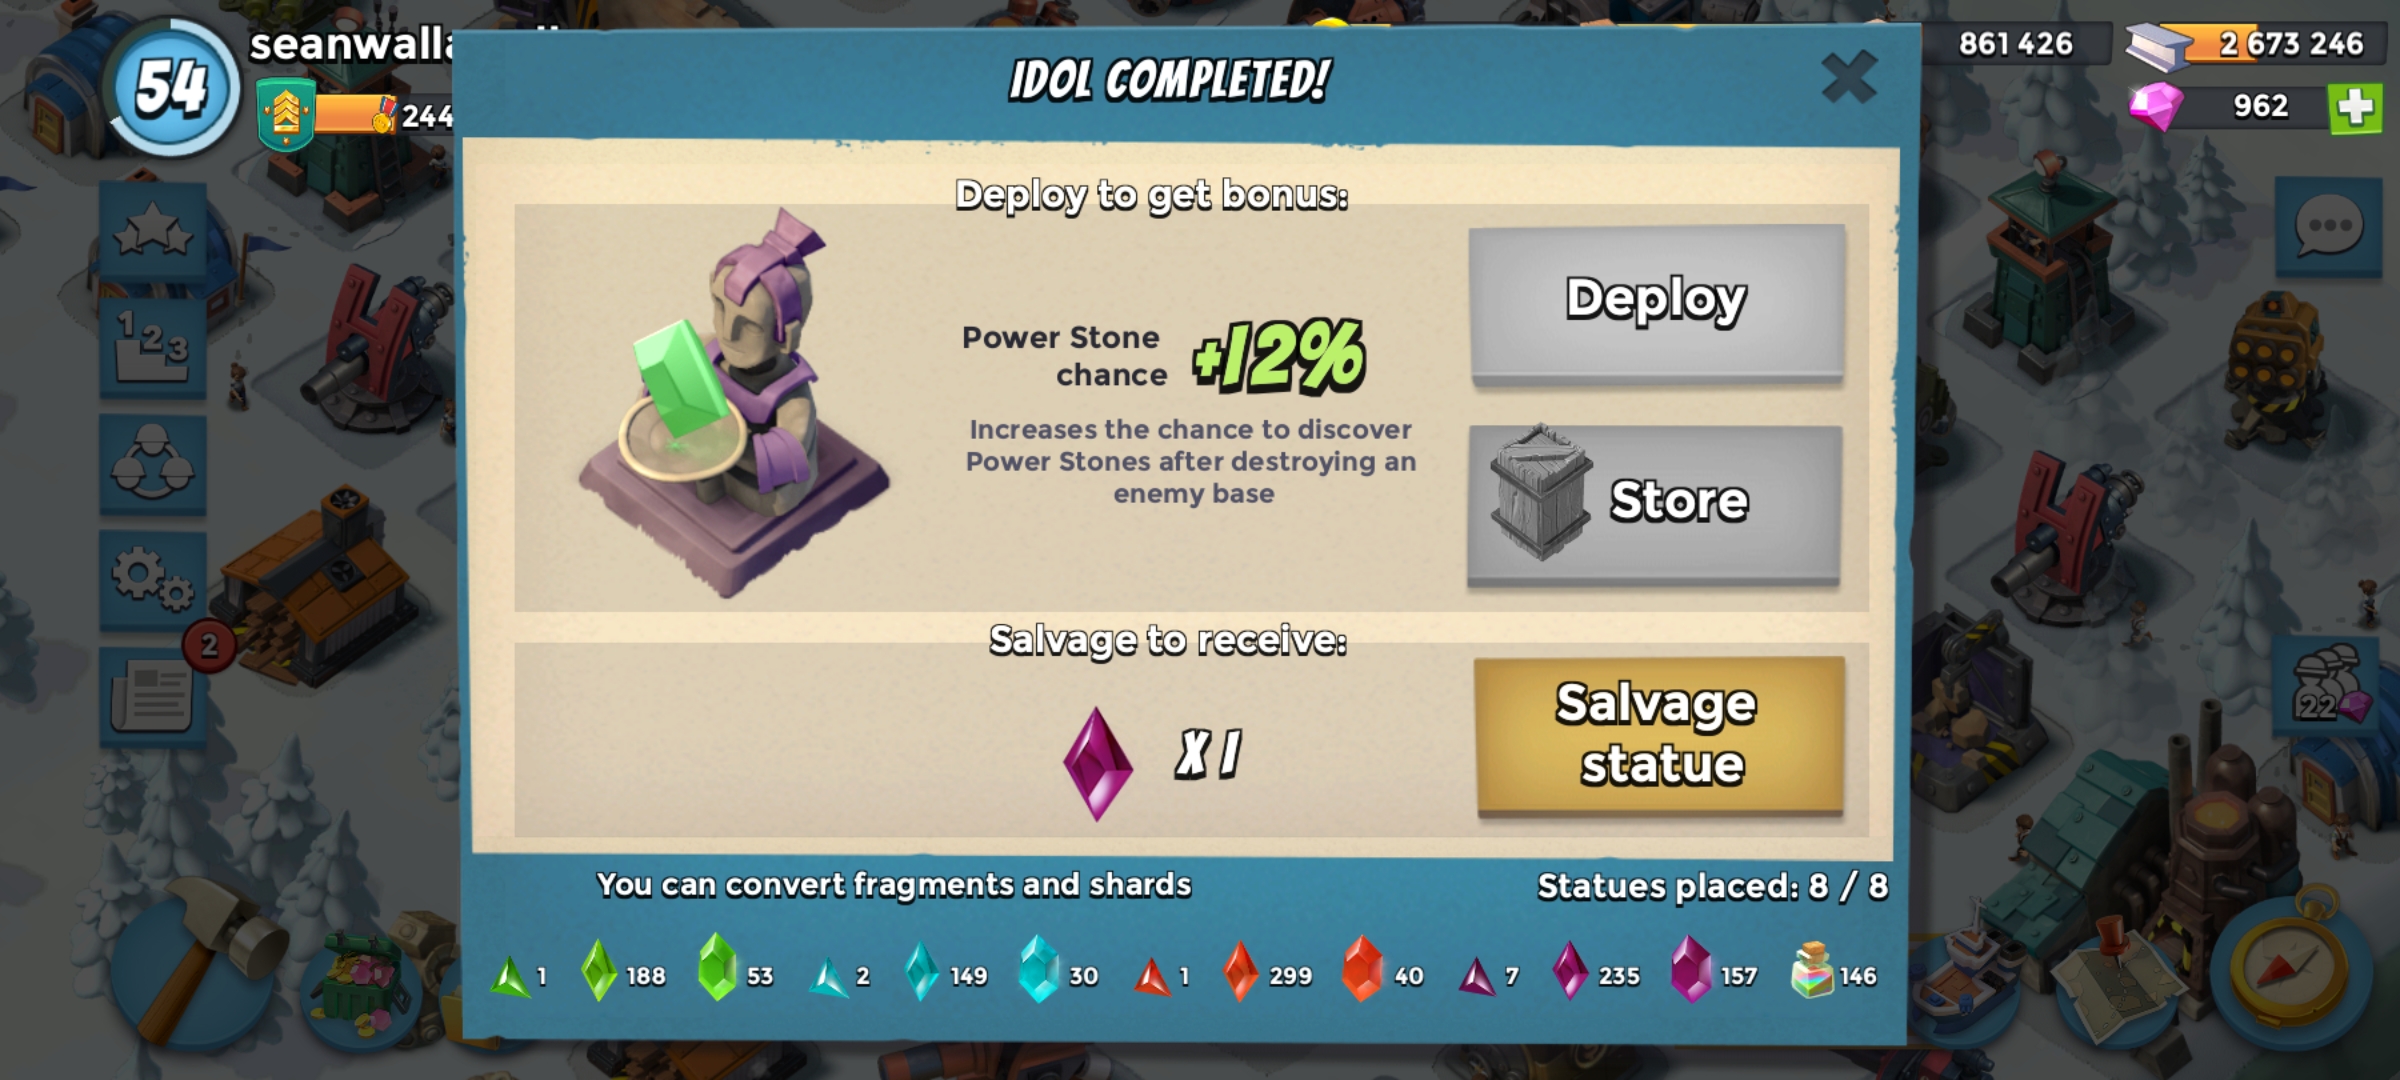 54
244
IDOL COMPLETED!
861 426
2 673 246
962
Deploy to get bonus:
Power Stone
chance
+12%
Increases the chance to discover
Power Stones after destroying an
enemy base
Deploy
Store
1 2 3
2
22
Salvage to receive:
X 1
Salvage
statue
You can convert fragments and shards
Statues placed: 8 / 8
1 188 53 2 149 30 1 299 40 7 235 157 146